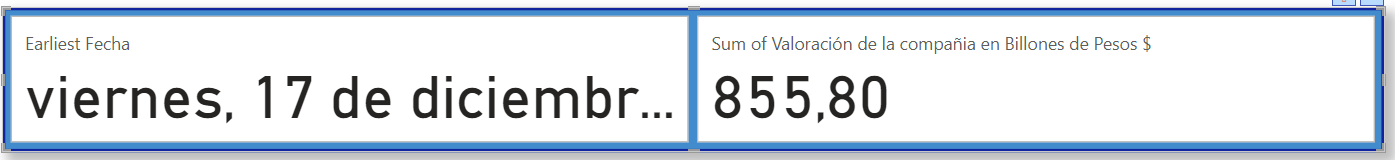 Earliest Fecha
viernes, 17 de diciembr...
Sum of Valoración de la compañia en Billones de Pesos $
855,80